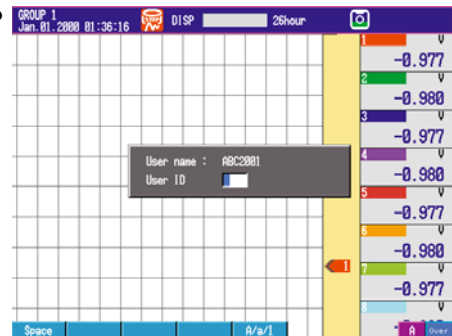 GROUP 1
Jan.01.2000 01:36:16
DISP
26hour
1 V
-0.977
2 V
-0.980
3 V
-0.977
4 V
-0.980
5 V
-0.977
6 V
-0.980
7 V
-0.977
8 V
User name : ABC2001
User ID
1
Space
A/a/1
A
Over